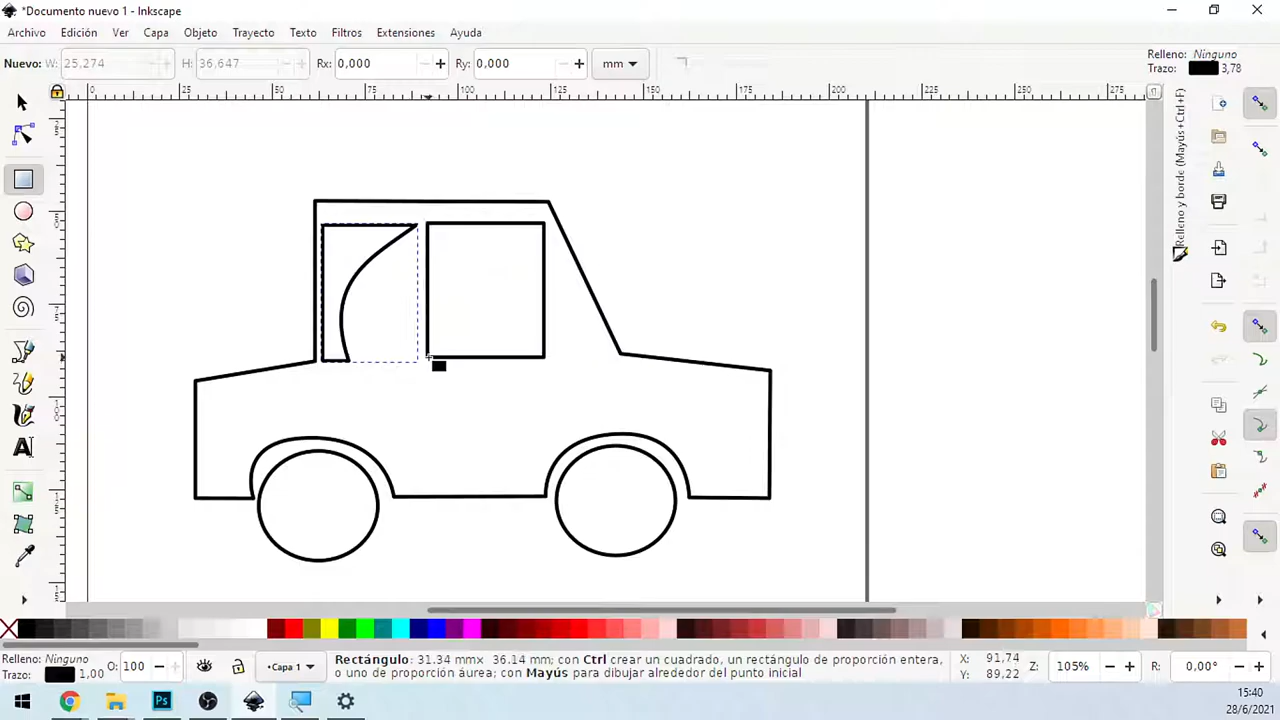 *Documento nuevo 1 - Inkscape
Archivo Edición Ver Capa Objeto Trayecto Filtros Texto Extensiones Ayuda
Nuevo: W: 25,274 H: 36,647 Rx: 0,000 Ry: 0,000 mm
Relleno: Ninguno
Trazo: 3,78
0 25 50 75 100 125 150 175 200 225 250 275
Relleno y borde (Mayús+Ctrl+F)
Relleno: Ninguno
Trazo: 1,00
O: 100
•Capa 1
Rectángulo: 31.34 mmx 36.14 mm; con Ctrl crear un cuadrado, un rectángulo de proporción entera,
o uno de proporción áurea; con Mayús para dibujar alrededor del punto inicial
X: 91,74
Y: 89,22
Z: 105%
R: 0,00°
Ps
15:40
28/6/2021